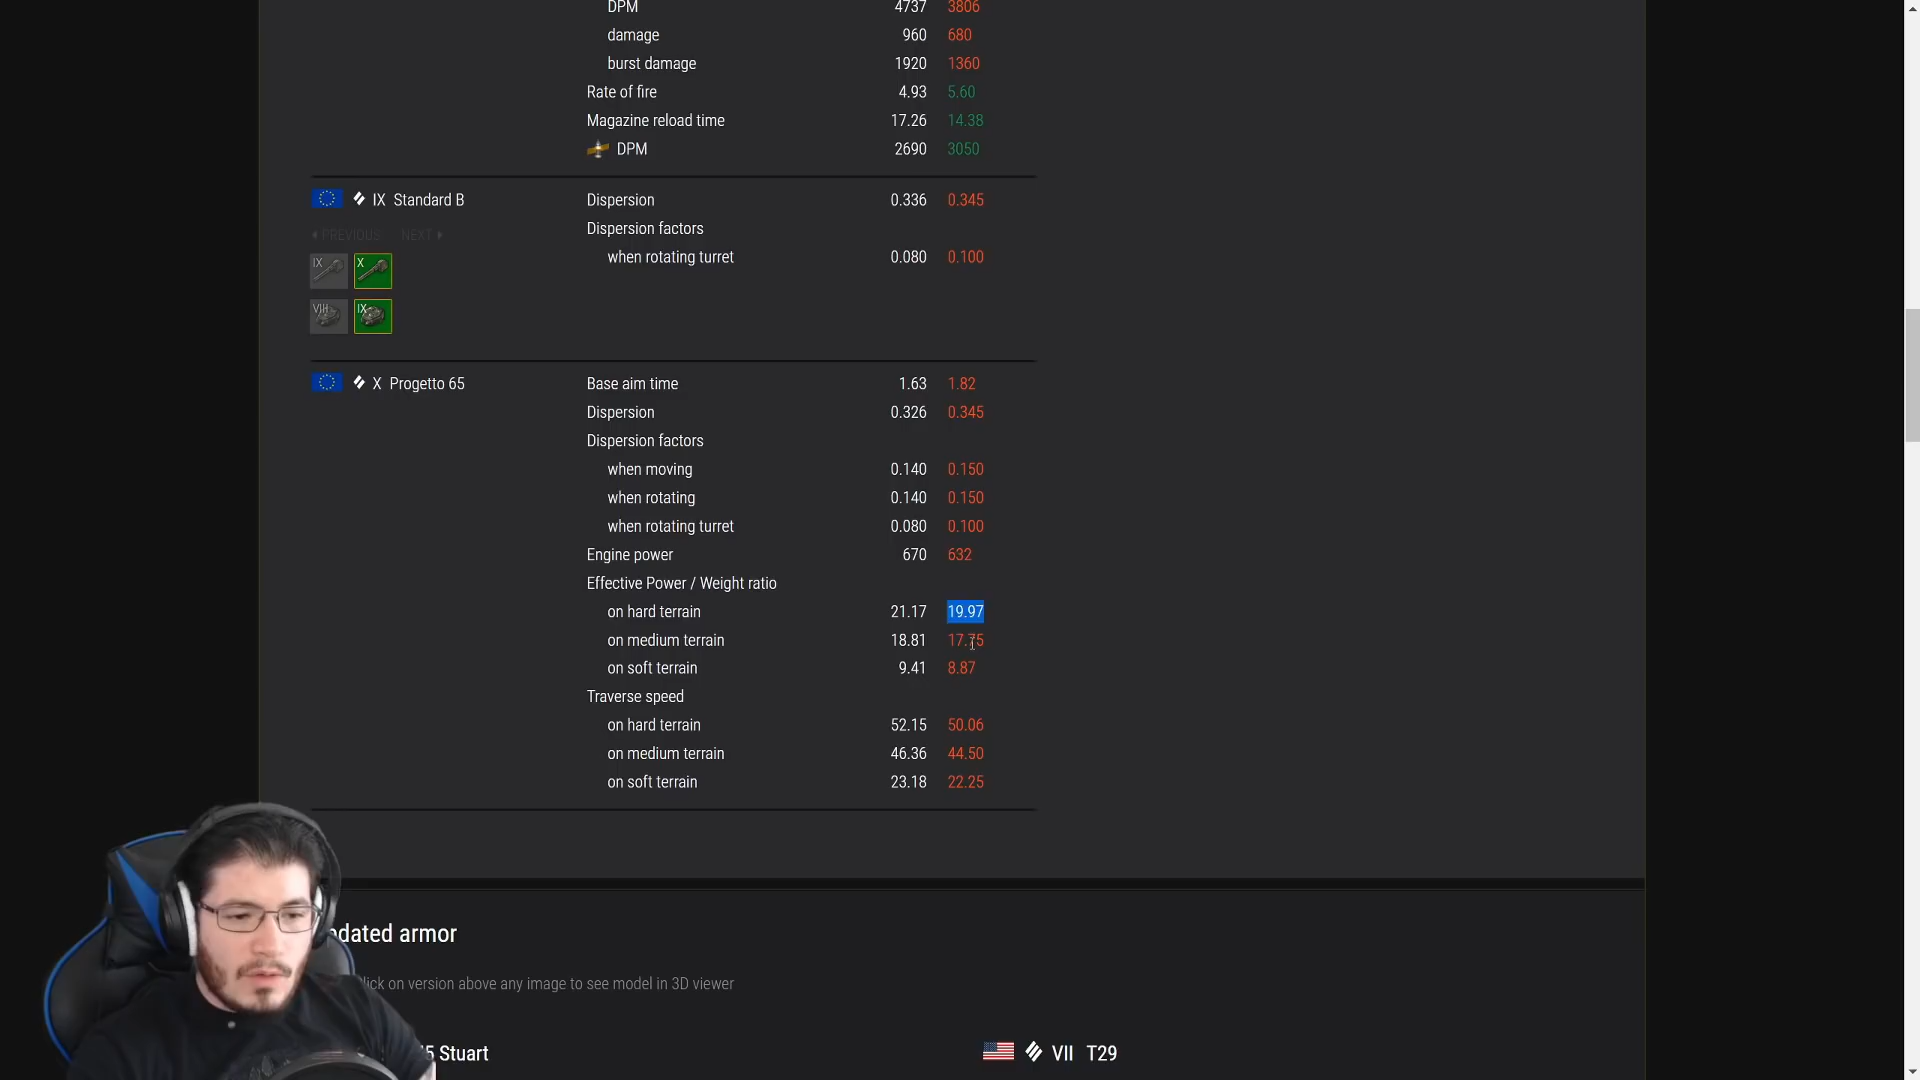 DPM 4737 3806
damage 960 680
burst damage 1920 1360
Rate of fire 4.93 5.60
Magazine reload time 17.26 14.38
DPM 2690 3050
IX Standard B Dispersion 0.336 0.345
PREVIOUS NEXT Dispersion factors
when rotating turret 0.080 0.100
IX X
VIII IX
X Progetto 65 Base aim time 1.63 1.82
Dispersion 0.326 0.345
Dispersion factors
when moving 0.140 0.150
when rotating 0.140 0.150
when rotating turret 0.080 0.100
Engine power 670 632
Effective Power / Weight ratio
on hard terrain 21.17 19.97
on medium terrain 18.81 17.75
on soft terrain 9.41 8.87
Traverse speed
on hard terrain 52.15 50.06
on medium terrain 46.36 44.50
on soft terrain 23.18 22.25
pdated armor
lick on version above any image to see model in 3D viewer
5 Stuart VII T29